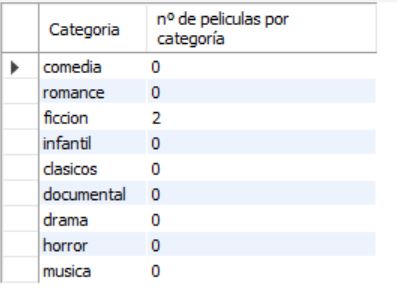 Categoria nº de peliculas por
categoría
comedia 0
romance 0
ficcion 2
infantil 0
clasicos 0
documental 0
drama 0
horror 0
musica 0